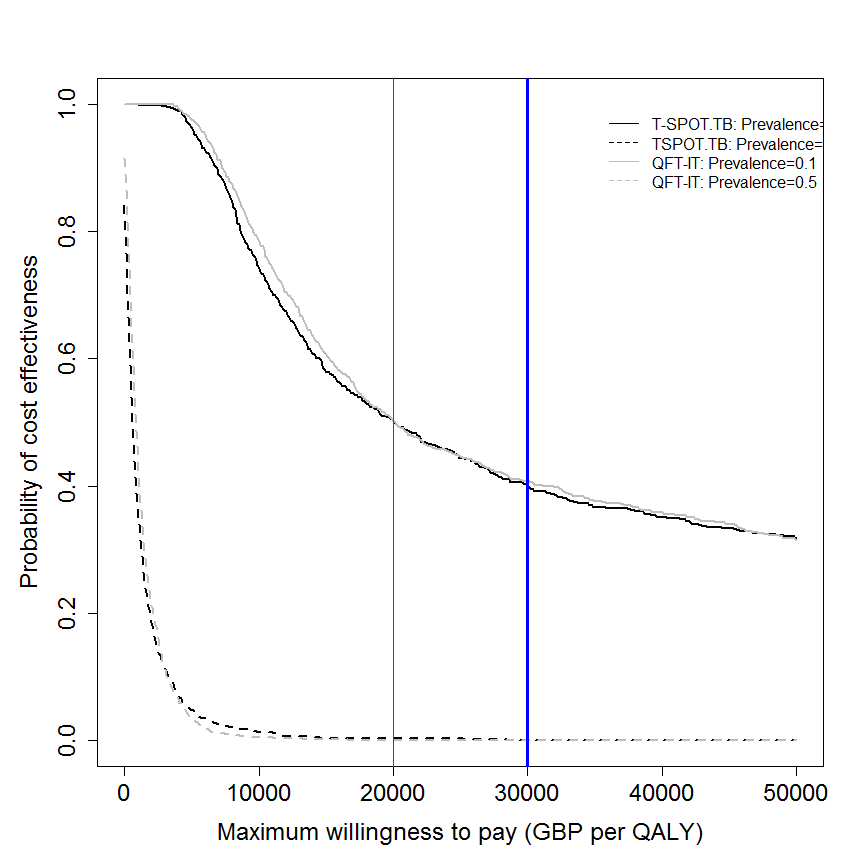 T-SPOT.TB: Prevalence=
TSPOT.TB: Prevalence=
QFT-IT: Prevalence=0.1
QFT-IT: Prevalence=0.5
Probability of cost effectiveness
1.0
0.8
0.6
0.4
0.2
0.0
0 10000 20000 30000 40000 50000
Maximum willingness to pay (GBP per QALY)